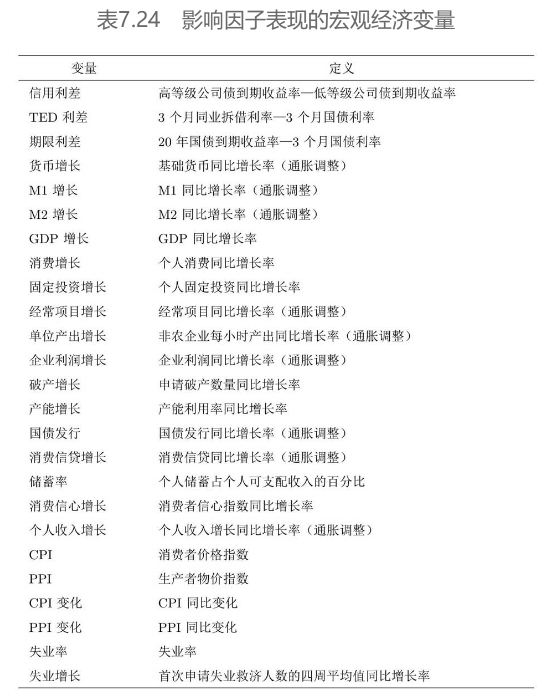 表7.24 影响因子表现的宏观经济变量
变量 定义
信用利差 高等级公司债到期收益率—低等级公司债到期收益率
TED 利差 3 个月同业拆借利率—3 个月国债利率
期限利差 20 年国债到期收益率—3 个月国债利率
货币增长 基础货币同比增长率（通胀调整）
M1 增长 M1 同比增长率（通胀调整）
M2 增长 M2 同比增长率（通胀调整）
GDP 增长 GDP 同比增长率
消费增长 个人消费同比增长率
固定投资增长 个人固定投资同比增长率
经常项目增长 经常项目同比增长率（通胀调整）
单位产出增长 非农企业每小时产出同比增长率（通胀调整）
企业利润增长 企业利润同比增长率（通胀调整）
破产增长 申请破产数量同比增长率
产能增长 产能利用率同比增长率
国债发行 国债发行同比增长率（通胀调整）
消费信贷增长 消费信贷同比增长率（通胀调整）
储蓄率 个人储蓄占个人可支配收入的百分比
消费信心增长 消费者信心指数同比增长率
个人收入增长 个人收入增长同比增长率（通胀调整）
CPI 消费者价格指数
PPI 生产者物价指数
CPI 变化 CPI 同比变化
PPI 变化 PPI 同比变化
失业率 失业率
失业增长 首次申请失业救济人数的四周平均值同比增长率